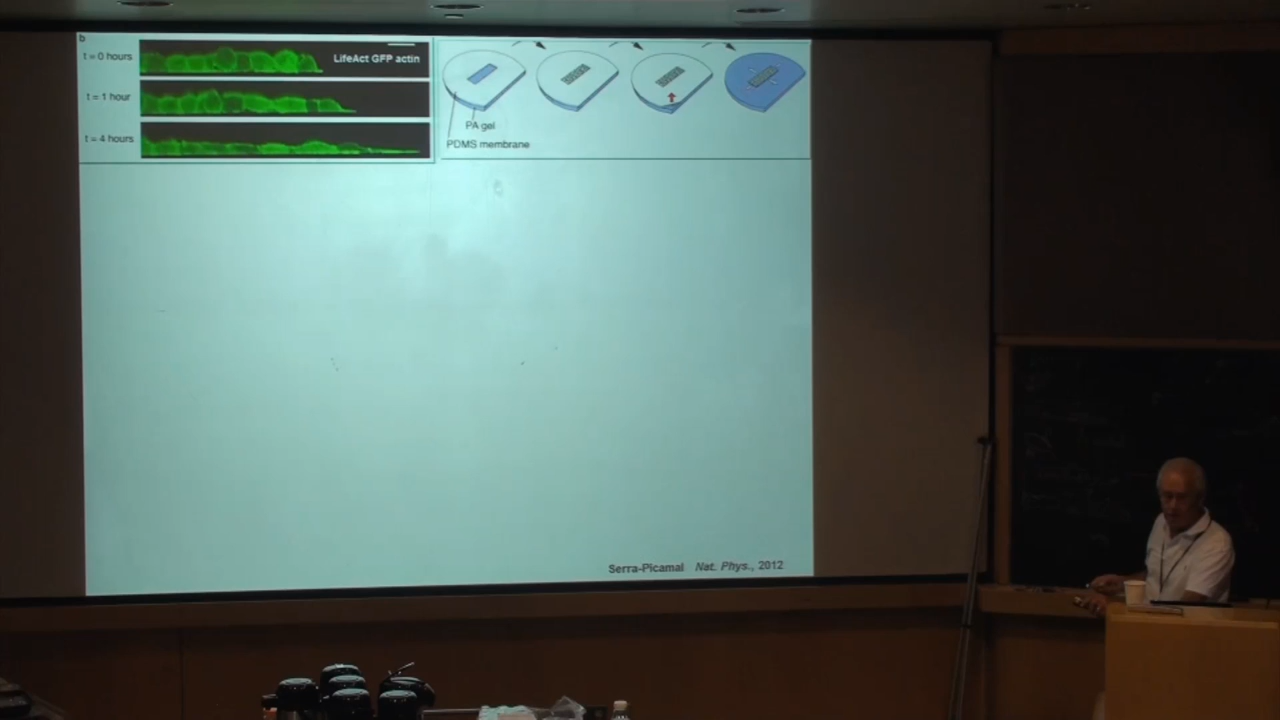 b
t = 0 hours
LifeAct GFP actin
t = 1 hour
t = 4 hours
PA gel
PDMS membrane
Serra-Picamal Nat. Phys., 2012